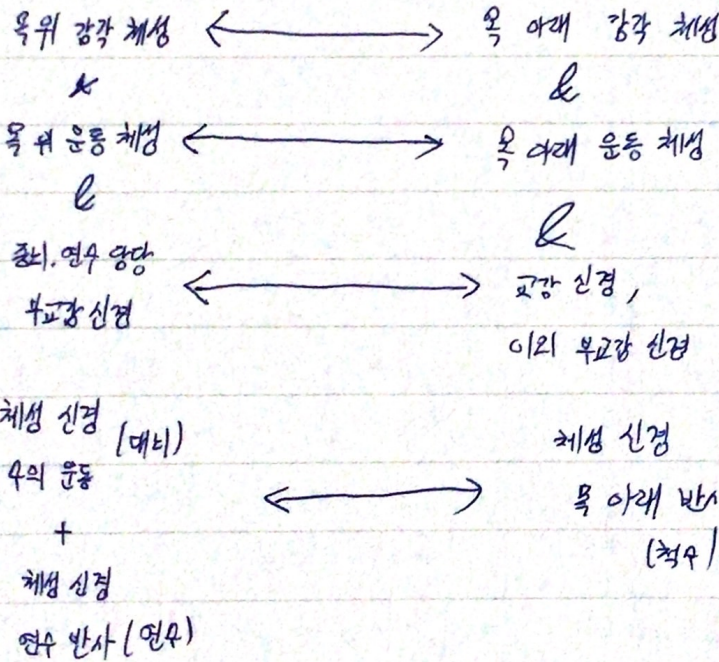 목위 감각 체성 ↔ 목 아래 감각 체성
& &
목 위 운동 체성 ↔ 목 아래 운동 체성
& &
중뇌, 연수 담당 ↔ 교감 신경,
부교감 신경 이외 부교감 신경
체성 신경 (대뇌) 체성 신경
수의 운동 ↔ 목 아래 반사
+ (척수)
체성 신경
연수 반사 (연수)